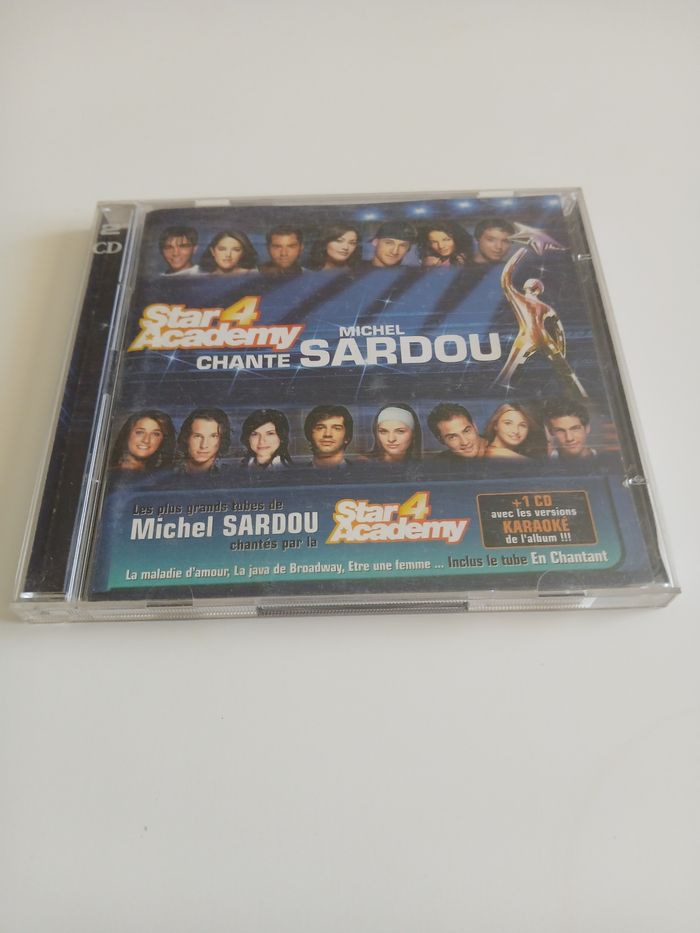 2
CD
Star 4
Academy
CHANTE MICHEL SARDOU
Les plus grands tubes de
Michel SARDOU
chantés par la
Star 4
Academy
+1 CD
avec les versions
KARAOKÉ
de l'album !!!
La maladie d'amour, La java de Broadway, Etre une femme ... Inclus le tube En Chantant